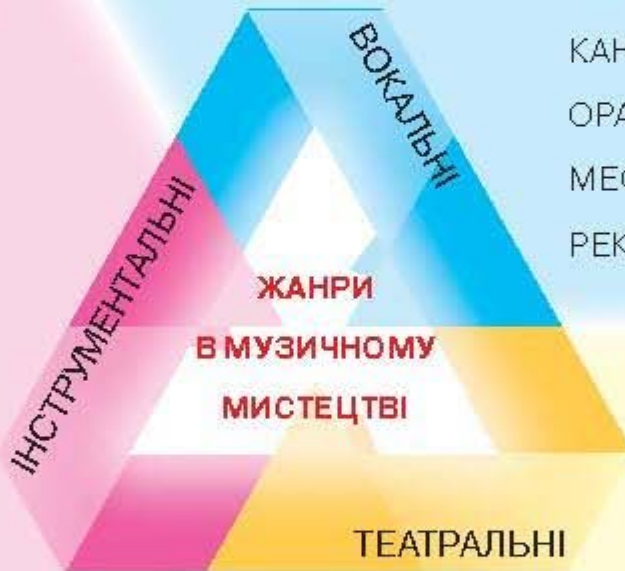 ВОКАЛЬНІ
ІНСТРУМЕНТАЛЬНІ
ЖАНРИ
В МУЗИЧНОМУ
МИСТЕЦТВІ
ТЕАТРАЛЬНІ